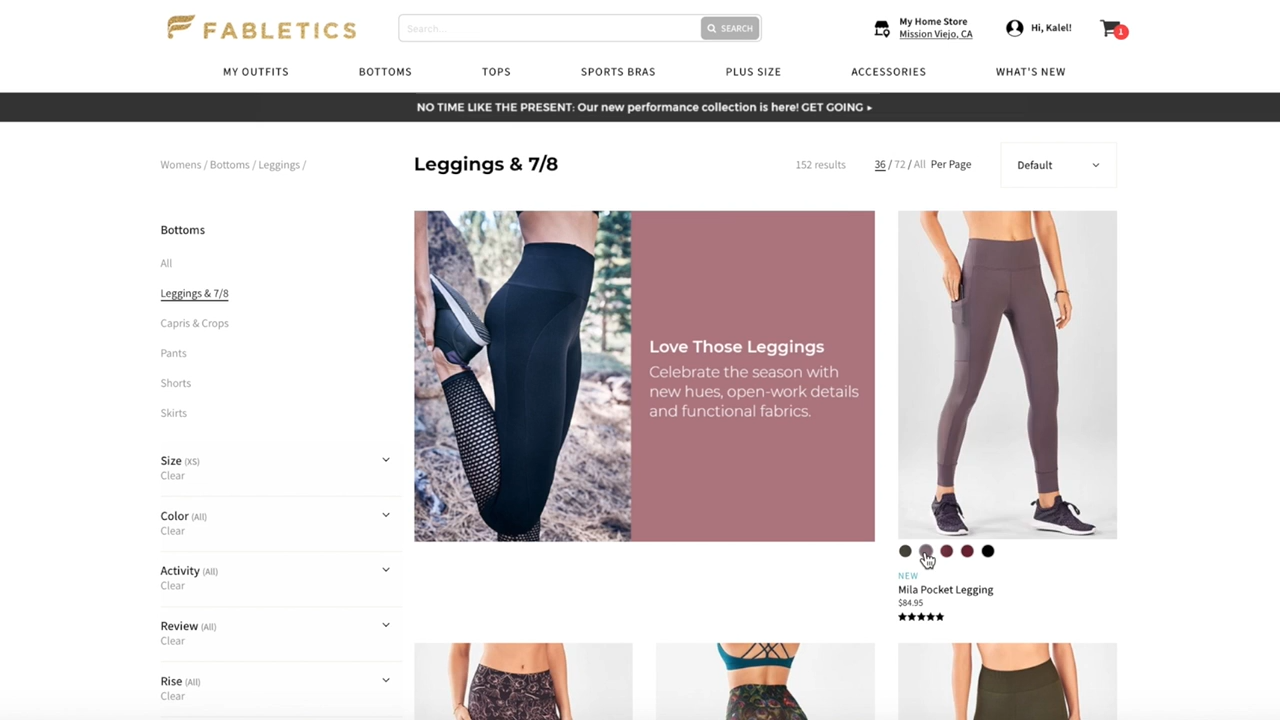 FABLETICS
Search...
SEARCH
My Home Store
Mission Viejo, CA
Hi, Kalel!
1
MY OUTFITS
BOTTOMS
TOPS
SPORTS BRAS
PLUS SIZE
ACCESSORIES
WHAT'S NEW
NO TIME LIKE THE PRESENT: Our new performance collection is here! GET GOING ▸
Womens / Bottoms / Leggings /
Leggings & 7/8
152 results
36 / 72 / All Per Page
Default
Bottoms
All
Leggings & 7/8
Capris & Crops
Pants
Shorts
Skirts
Size (XS)
Clear
Color (All)
Clear
Activity (All)
Clear
Review (All)
Clear
Rise (All)
Clear
Love Those Leggings
Celebrate the season with
new hues, open-work details
and functional fabrics.
NEW
Mila Pocket Legging
$84.95